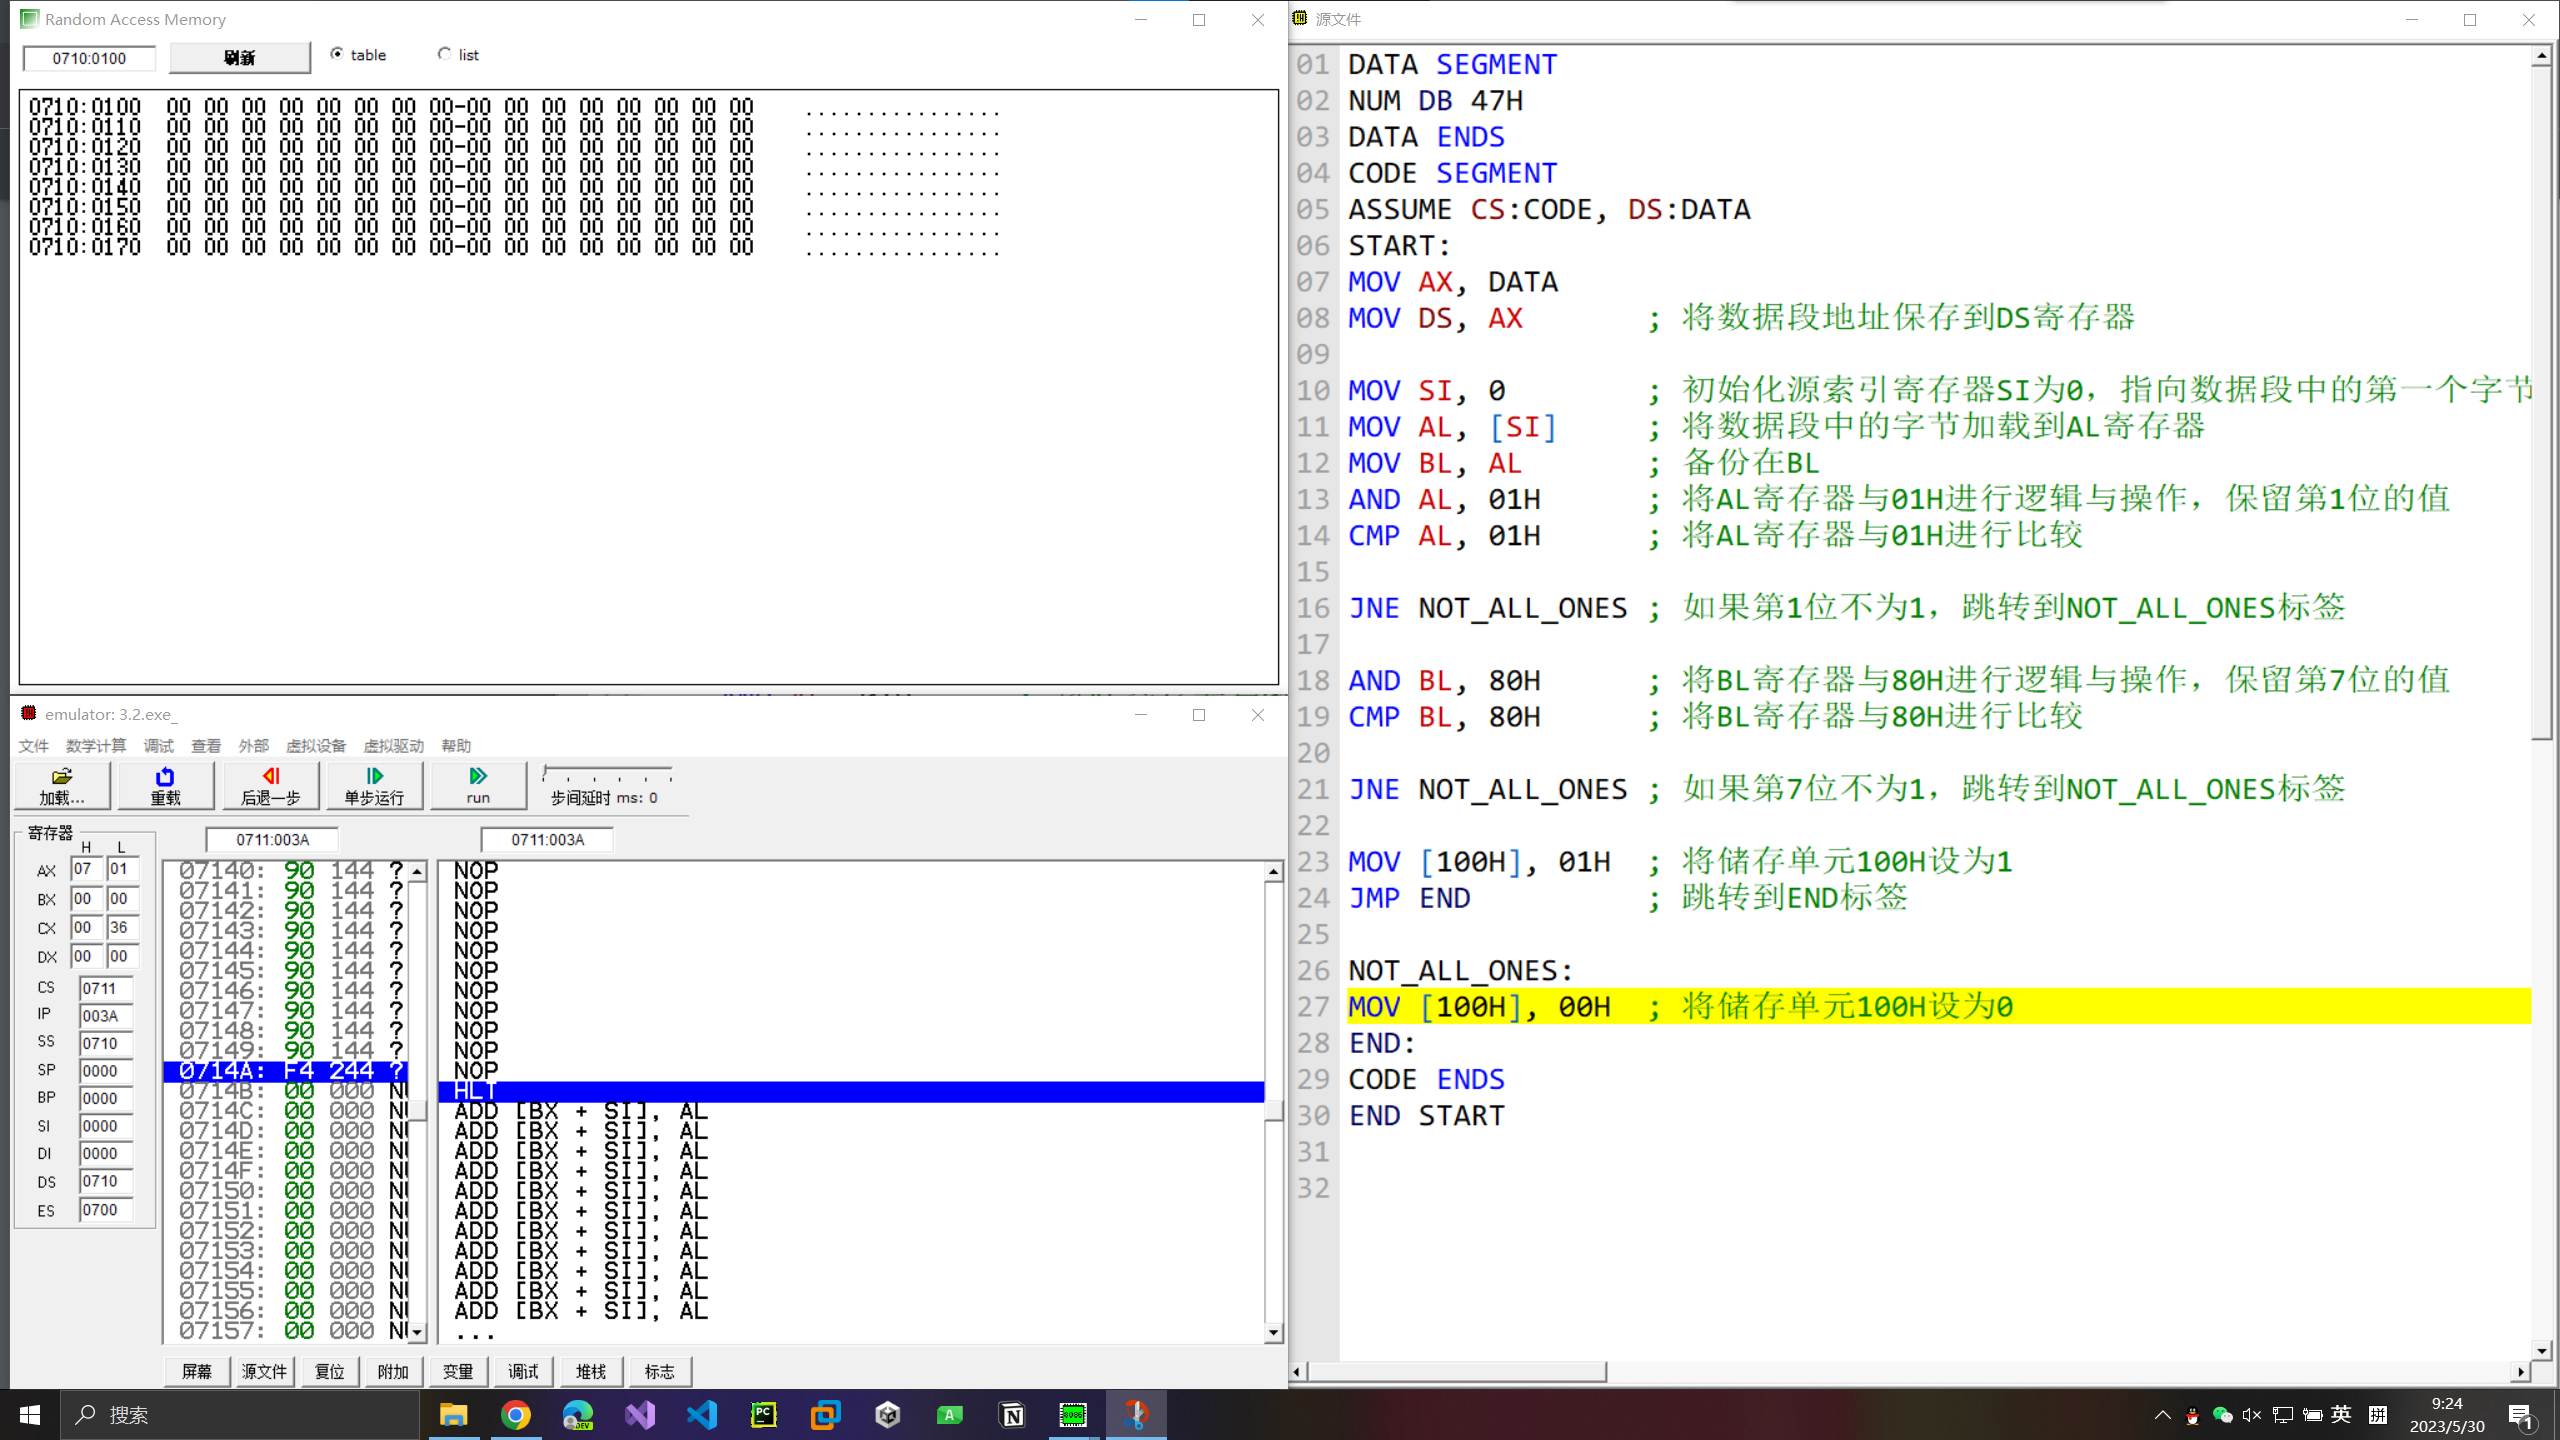 Random Access Memory
0710:0100 刷新 table list
0710:0100 00 00 00 00 00 00 00 00-00 00 00 00 00 00 00 00 ................
0710:0110 00 00 00 00 00 00 00 00-00 00 00 00 00 00 00 00 ................
0710:0120 00 00 00 00 00 00 00 00-00 00 00 00 00 00 00 00 ................
0710:0130 00 00 00 00 00 00 00 00-00 00 00 00 00 00 00 00 ................
0710:0140 00 00 00 00 00 00 00 00-00 00 00 00 00 00 00 00 ................
0710:0150 00 00 00 00 00 00 00 00-00 00 00 00 00 00 00 00 ................
0710:0160 00 00 00 00 00 00 00 00-00 00 00 00 00 00 00 00 ................
0710:0170 00 00 00 00 00 00 00 00-00 00 00 00 00 00 00 00 ................
emulator: 3.2.exe_
文件 数学计算 调试 查看 外部 虚拟设备 虚拟驱动 帮助
加载... 重载 后退一步 单步运行 run 步间延时 ms: 0
寄存器
H L
AX 07 01
BX 00 00
CX 00 36
DX 00 00
CS 0711
IP 003A
SS 0710
SP 0000
BP 0000
SI 0000
DI 0000
DS 0710
ES 0700
0711:003A
07140: 90 144 ?
07141: 90 144 ?
07142: 90 144 ?
07143: 90 144 ?
07144: 90 144 ?
07145: 90 144 ?
07146: 90 144 ?
07147: 90 144 ?
07148: 90 144 ?
07149: 90 144 ?
0714A: F4 244 ?
0714B: 00 000 NU
0714C: 00 000 NU
0714D: 00 000 NU
0714E: 00 000 NU
0714F: 00 000 NU
07150: 00 000 NU
07151: 00 000 NU
07152: 00 000 NU
07153: 00 000 NU
07154: 00 000 NU
07155: 00 000 NU
07156: 00 000 NU
07157: 00 000 NU
0711:003A
NOP
NOP
NOP
NOP
NOP
NOP
NOP
NOP
NOP
NOP
NOP
HLT
ADD [BX + SI], AL
ADD [BX + SI], AL
ADD [BX + SI], AL
ADD [BX + SI], AL
ADD [BX + SI], AL
ADD [BX + SI], AL
ADD [BX + SI], AL
ADD [BX + SI], AL
ADD [BX + SI], AL
ADD [BX + SI], AL
ADD [BX + SI], AL
...
屏幕 源文件 复位 附加 变量 调试 堆栈 标志
源文件
01 DATA SEGMENT
02 NUM DB 47H
03 DATA ENDS
04 CODE SEGMENT
05 ASSUME CS:CODE, DS:DATA
06 START:
07 MOV AX, DATA
08 MOV DS, AX ; 将数据段地址保存到DS寄存器
09
10 MOV SI, 0 ; 初始化源索引寄存器SI为0，指向数据段中的第一个字节
11 MOV AL, [SI] ; 将数据段中的字节加载到AL寄存器
12 MOV BL, AL ; 备份在BL
13 AND AL, 01H ; 将AL寄存器与01H进行逻辑与操作，保留第1位的值
14 CMP AL, 01H ; 将AL寄存器与01H进行比较
15
16 JNE NOT_ALL_ONES ; 如果第1位不为1，跳转到NOT_ALL_ONES标签
17
18 AND BL, 80H ; 将BL寄存器与80H进行逻辑与操作，保留第7位的值
19 CMP BL, 80H ; 将BL寄存器与80H进行比较
20
21 JNE NOT_ALL_ONES ; 如果第7位不为1，跳转到NOT_ALL_ONES标签
22
23 MOV [100H], 01H ; 将储存单元100H设为1
24 JMP END ; 跳转到END标签
25
26 NOT_ALL_ONES:
27 MOV [100H], 00H ; 将储存单元100H设为0
28 END:
29 CODE ENDS
30 END START
31
32
搜索
DEV
PC
A
N
8086
英 拼
9:24
2023/5/30
1